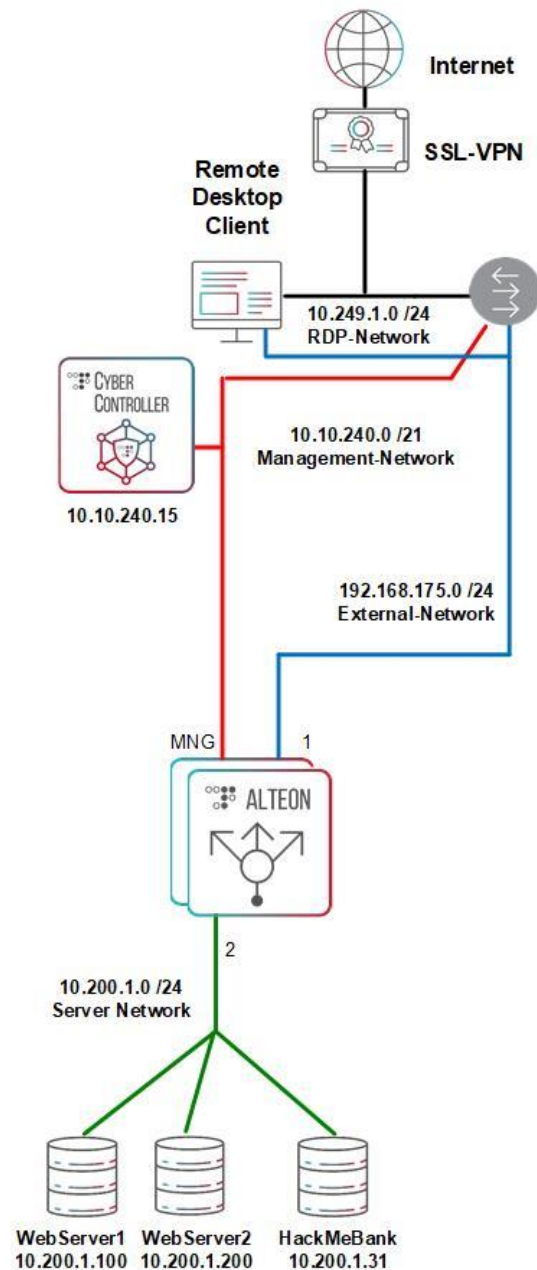 Internet
SSL-VPN
Remote
Desktop
Client
10.249.1.0 /24
RDP-Network
CYBER
CONTROLLER
10.10.240.0 /21
Management-Network
10.10.240.15
192.168.175.0 /24
External-Network
MNG
1
ALTEON
2
10.200.1.0 /24
Server Network
WebServer1
10.200.1.100
WebServer2
10.200.1.200
HackMeBank
10.200.1.31